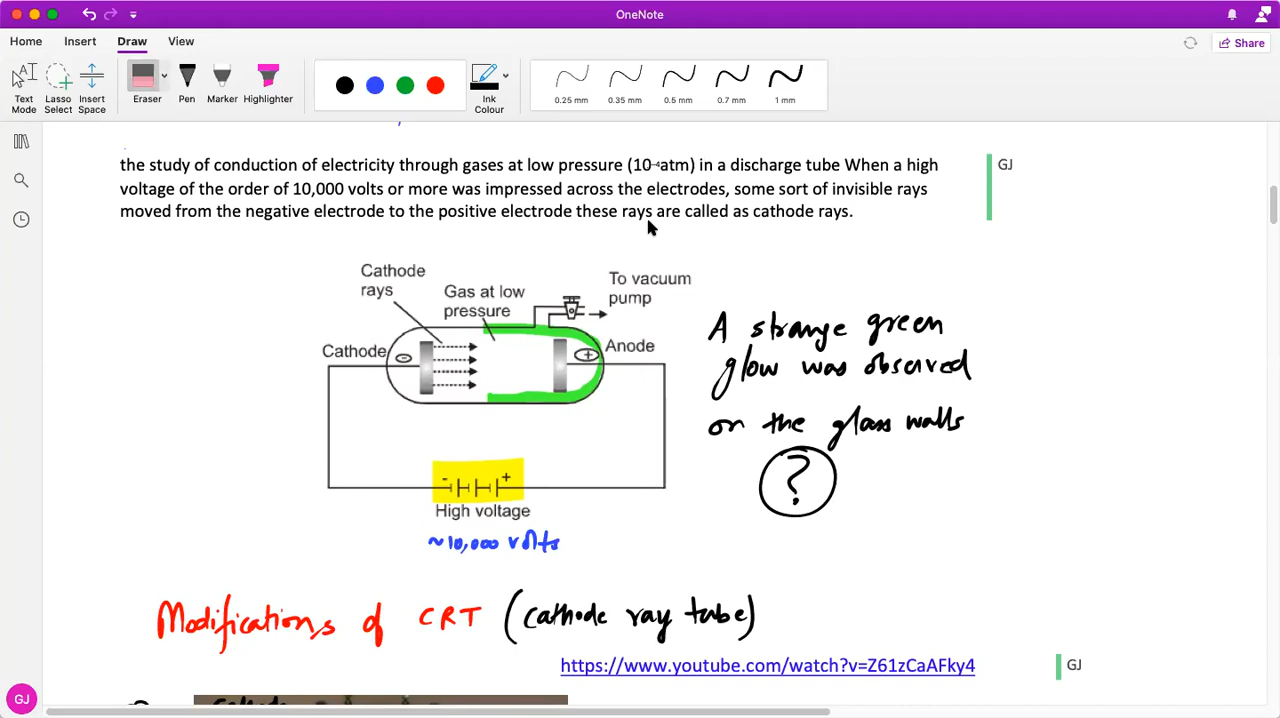 OneNote
Home Insert Draw View
Share
Text Mode
Lasso Select
Insert Space
Eraser
Pen
Marker
Highlighter
Ink Colour
0.25 mm 0.35 mm 0.5 mm 0.7 mm 1 mm
the study of conduction of electricity through gases at low pressure (10⁻⁴atm) in a discharge tube When a high
voltage of the order of 10,000 volts or more was impressed across the electrodes, some sort of invisible rays
moved from the negative electrode to the positive electrode these rays are called as cathode rays.
GJ
Cathode rays
Gas at low pressure
To vacuum pump
Cathode
−
+
Anode
A strange green
glow was observed
on the glass walls
?
- +
High voltage
~10,000 volts
Modifications of CRT (cathode ray tube)
https://www.youtube.com/watch?v=Z61zCaAFky4
GJ
GJ